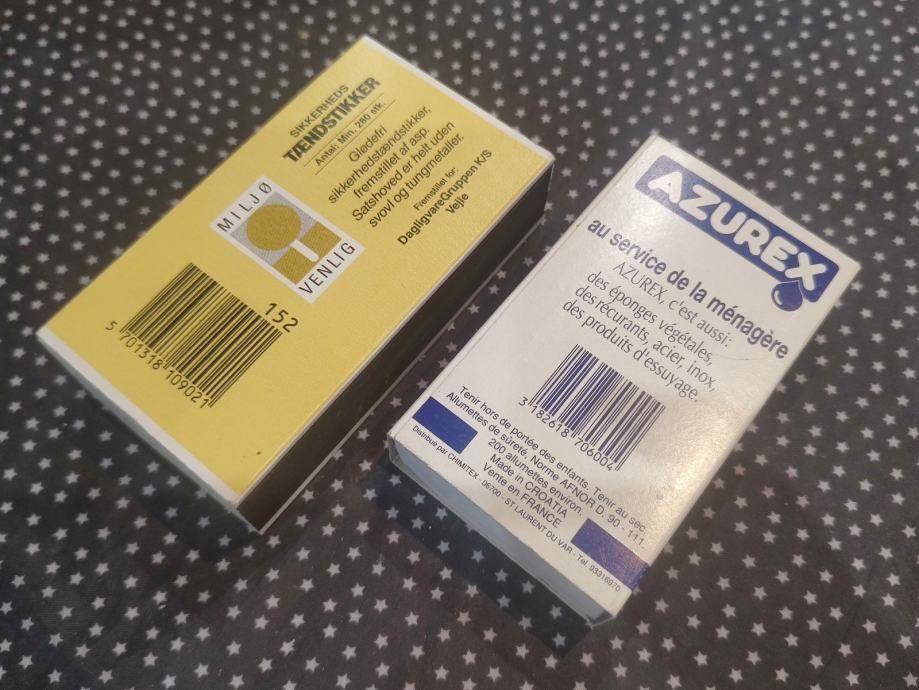 SIKKERHEDS
TÆNDSTIKKER
Antal: Min. 280 stk.
Glødefri
sikkerhedstændstikker,
fremstillet af asp.
Satshoved er helt uden
svovl og tungmetaller.
Fremstillet for:
DagligvareGruppen K/S
Vejle
MILJØ
VENLIG
152
5 701318 109021
AZUREX
au service de la ménagère
AZUREX, c'est aussi:
des éponges végétales,
des récurants, acier, inox,
des produits d'essuyage.
3 182618 706004
Tenir hors de portée des enfants. Tenir au sec.
Allumettes de sûreté. Norme AFNOR D. 90 - 111.
200 allumettes environ.
Made in CROATIA
Vente en FRANCE
Distribué par CHIMITEX - 06700 - ST LAURENT DU VAR - Tel. 93316970